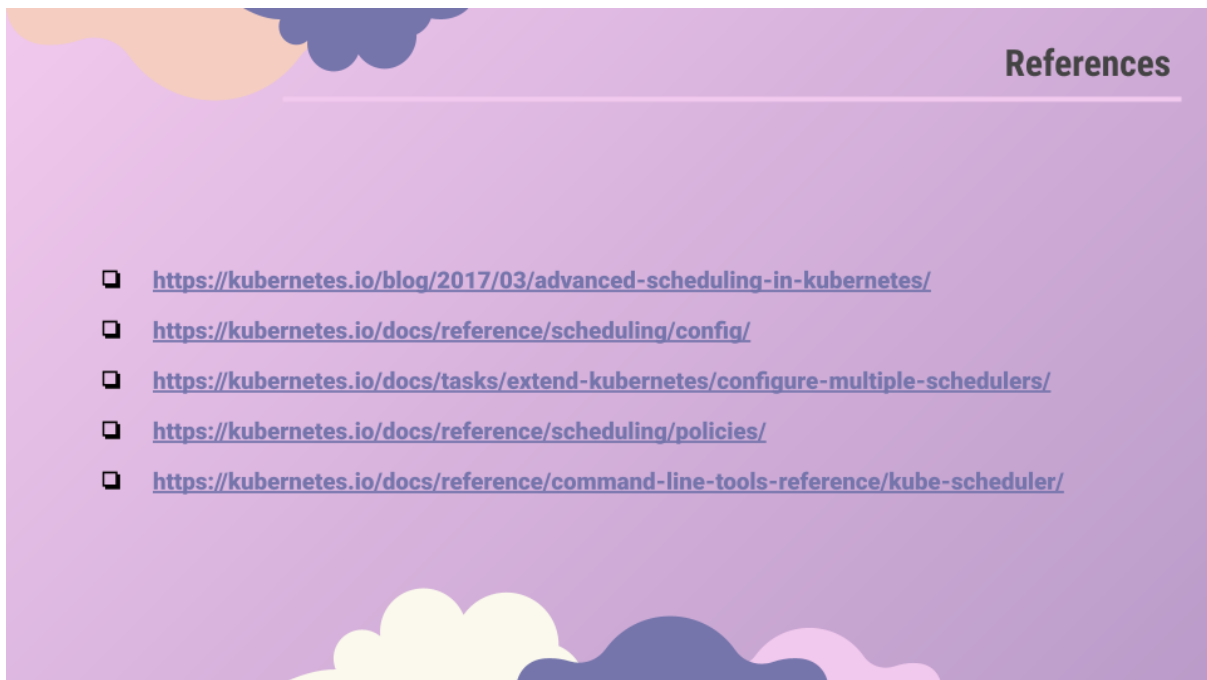 References
https://kubernetes.io/blog/2017/03/advanced-scheduling-in-kubernetes/
https://kubernetes.io/docs/reference/scheduling/config/
https://kubernetes.io/docs/tasks/extend-kubernetes/configure-multiple-schedulers/
https://kubernetes.io/docs/reference/scheduling/policies/
https://kubernetes.io/docs/reference/command-line-tools-reference/kube-scheduler/